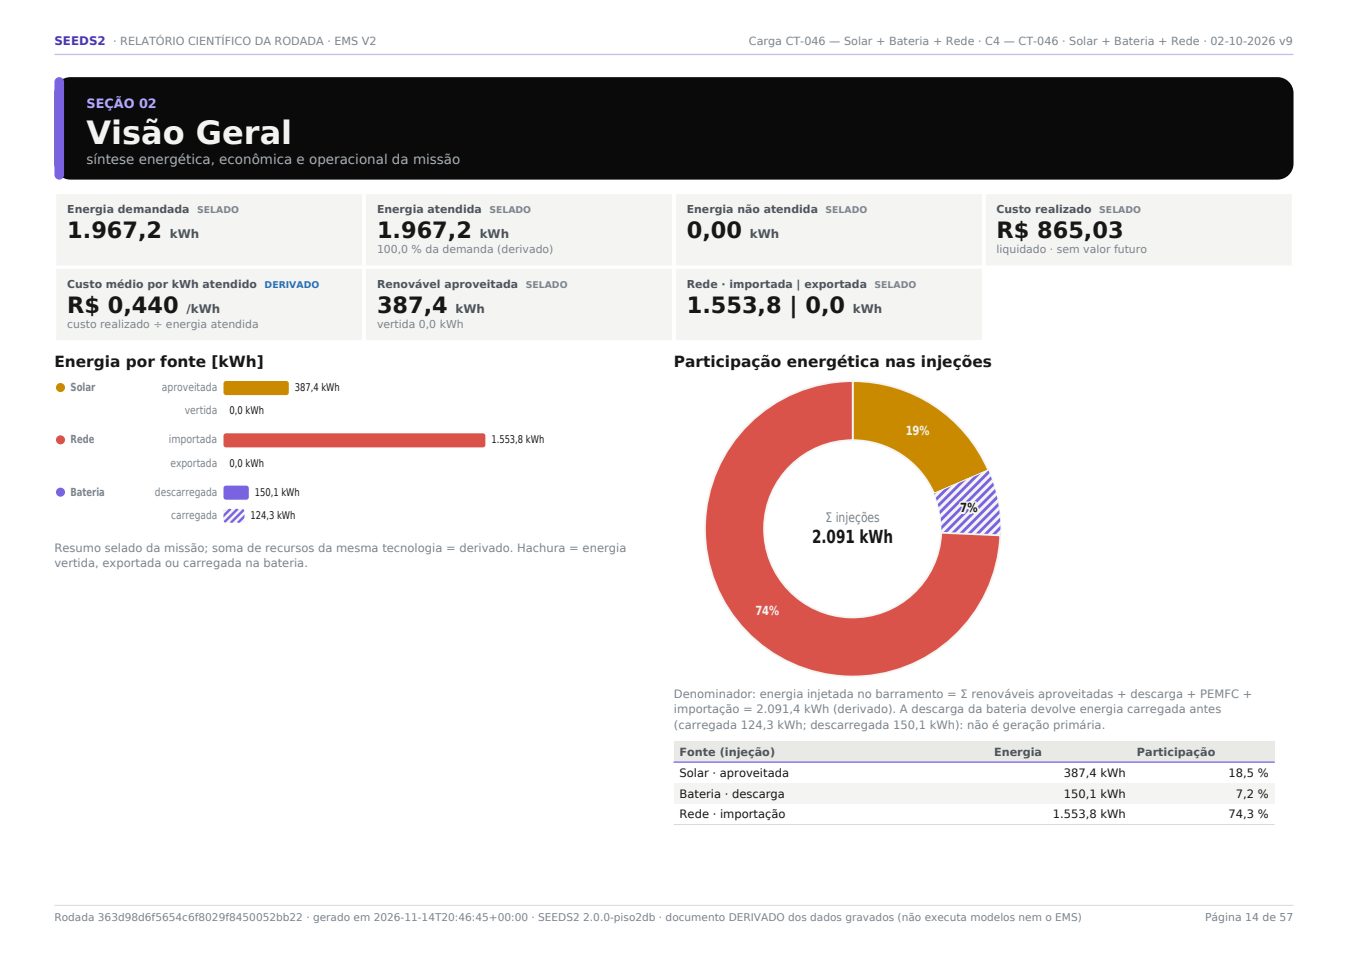 SEEDS2 · RELATÓRIO CIENTÍFICO DA RODADA · EMS V2
Carga CT-046 — Solar + Bateria + Rede · C4 — CT-046 · Solar + Bateria + Rede · 02-10-2026 v9
SEÇÃO 02
Visão Geral
síntese energética, econômica e operacional da missão
Energia demandada SELADO
1.967,2 kWh
Energia atendida SELADO
1.967,2 kWh
100,0 % da demanda (derivado)
Energia não atendida SELADO
0,00 kWh
Custo realizado SELADO
R$ 865,03
liquidado · sem valor futuro
Custo médio por kWh atendido DERIVADO
R$ 0,440 /kWh
custo realizado ÷ energia atendida
Renovável aproveitada SELADO
387,4 kWh
vertida 0,0 kWh
Rede · importada | exportada SELADO
1.553,8 | 0,0 kWh
Energia por fonte [kWh]
Solar aproveitada 387,4 kWh
vertida 0,0 kWh
Rede importada 1.553,8 kWh
exportada 0,0 kWh
Bateria descarregada 150,1 kWh
carregada 124,3 kWh
Resumo selado da missão; soma de recursos da mesma tecnologia = derivado. Hachura = energia
vertida, exportada ou carregada na bateria.
Participação energética nas injeções
19%
7%
Σ injeções
2.091 kWh
74%
Denominador: energia injetada no barramento = Σ renováveis aproveitadas + descarga + PEMFC +
importação = 2.091,4 kWh (derivado). A descarga da bateria devolve energia carregada antes
(carregada 124,3 kWh; descarregada 150,1 kWh): não é geração primária.
Fonte (injeção) Energia Participação
Solar · aproveitada 387,4 kWh 18,5 %
Bateria · descarga 150,1 kWh 7,2 %
Rede · importação 1.553,8 kWh 74,3 %
Rodada 363d98d6f5654c6f8029f8450052bb22 · gerado em 2026-11-14T20:46:45+00:00 · SEEDS2 2.0.0-piso2db · documento DERIVADO dos dados gravados (não executa modelos nem o EMS)
Página 14 de 57